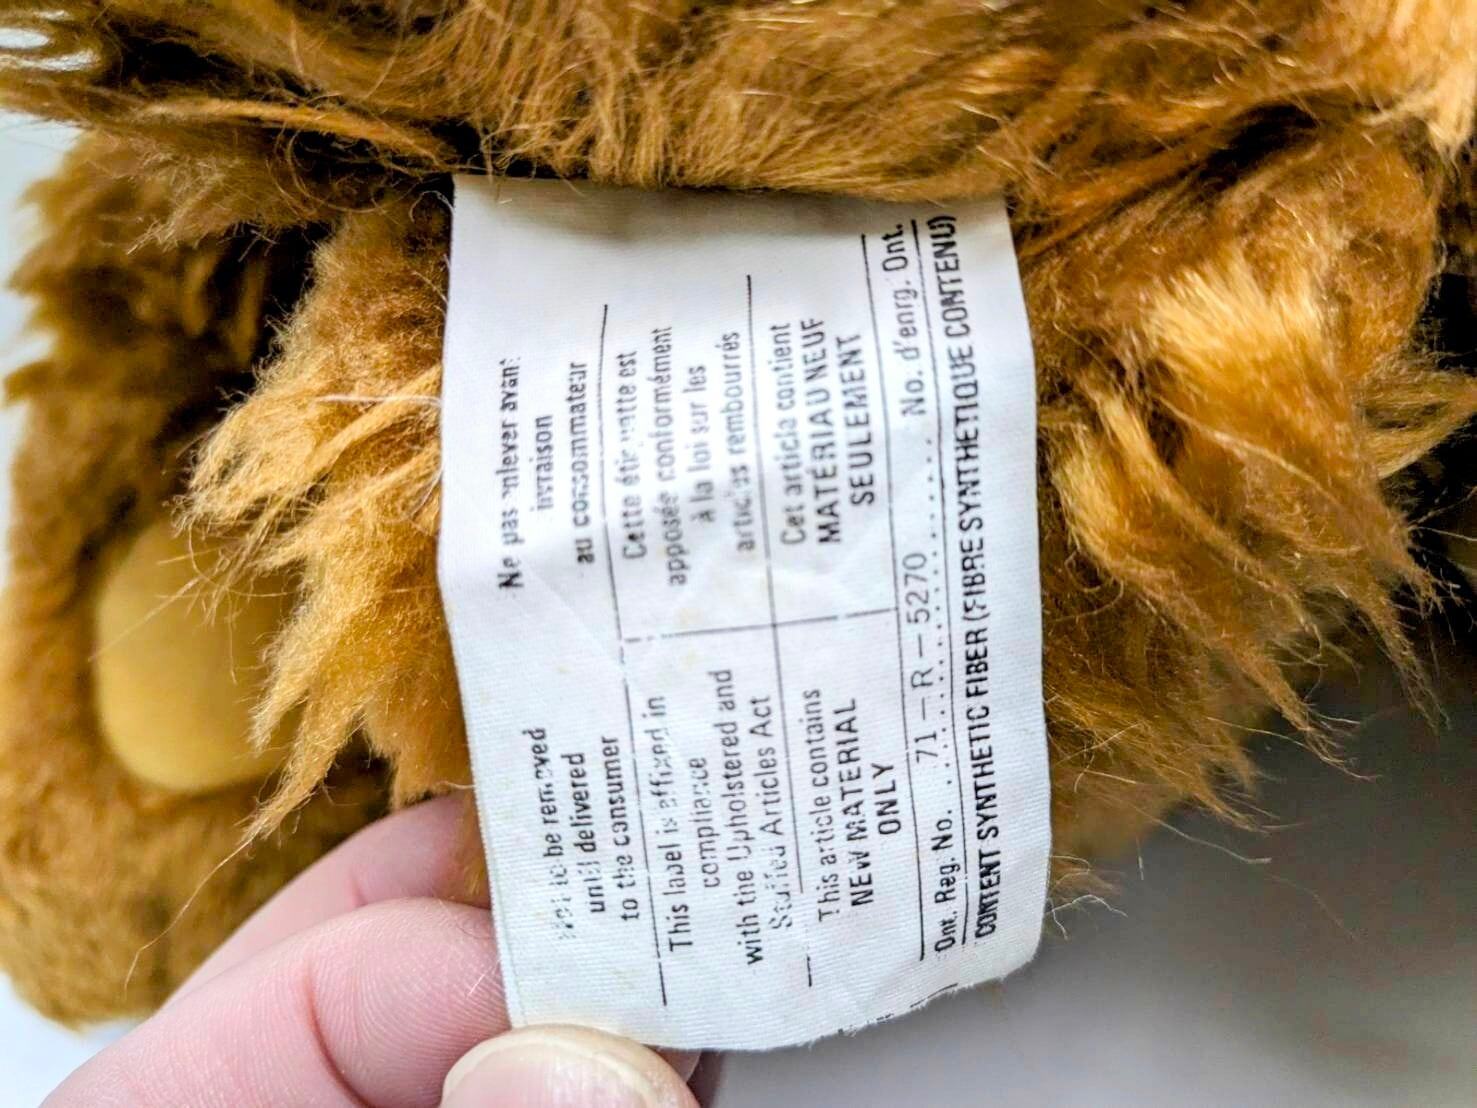 Not to be removed
until delivered
to the consumer
Ne pas enlever avant
livraison
au consommateur
This label is affixed in
compliance
with the Upholstered and
Stuffed Articles Act
Cette étiquette est
apposée conformément
à la loi sur les
articles rembourrés
This article contains
NEW MATERIAL
ONLY
Cet article contient
MATÉRIAU NEUF
SEULEMENT
Ont. Reg. No. . . 71-R-5270 . . . . . . No. d'enrg. Ont.
CONTENT SYNTHETIC FIBER (FIBRE SYNTHETIQUE CONTENU)